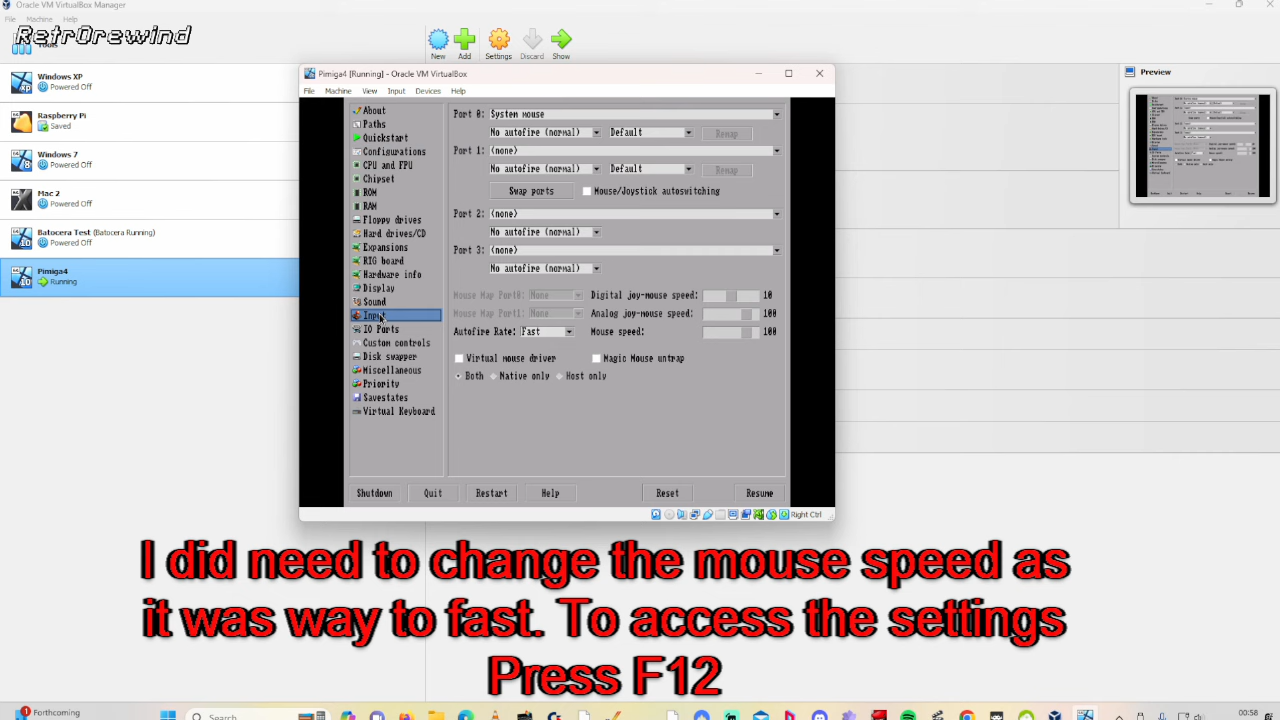 Oracle VM VirtualBox Manager
File Machine Help
RetrOrewind
Tools
New Add Settings Discard Show
Windows XP
Powered Off
Raspberry Pi
Saved
Windows 7
Powered Off
Mac 2
Powered Off
Batocera Test (Batocera Running)
Powered Off
Pimiga4
Running
Preview
Pimiga4 [Running] - Oracle VM VirtualBox
File Machine View Input Devices Help
About
Paths
Quickstart
Configurations
CPU and FPU
Chipset
ROM
RAM
Floppy drives
Hard drives/CD
Expansions
RTG board
Hardware info
Display
Sound
Input
IO Ports
Custom controls
Disk swapper
Miscellaneous
Priority
Savestates
Virtual Keyboard
Port 0: System mouse
No autofire (normal) Default Remap
Port 1: (none)
No autofire (normal) Default Remap
Swap ports Mouse/Joystick autoswitching
Port 2: (none)
No autofire (normal)
Port 3: (none)
No autofire (normal)
Mouse Map Port0: None Digital joy-mouse speed: 10
Mouse Map Port1: None Analog joy-mouse speed: 100
Autofire Rate: Fast Mouse speed: 100
Virtual mouse driver Magic Mouse untrap
Both Native only Host only
Shutdown Quit Restart Help Reset Resume
Right Ctrl
I did need to change the mouse speed as
it was way to fast. To access the settings
Press F12
1 Forthcoming
Search
00:58